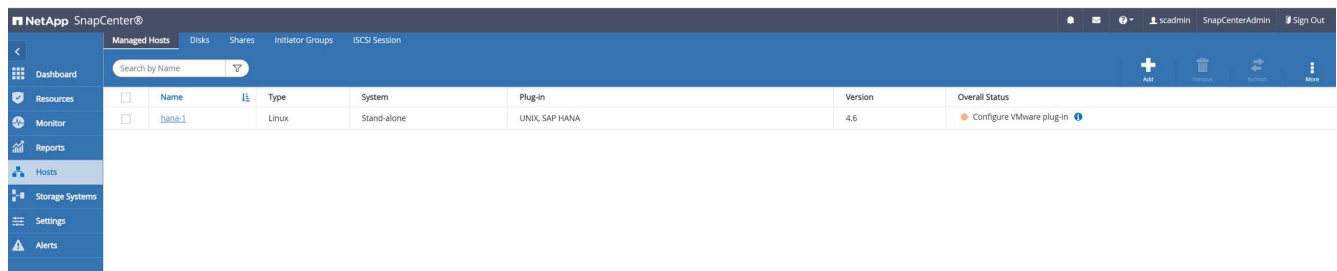 NetApp SnapCenter®
scadmin SnapCenterAdmin Sign Out
Managed Hosts Disks Shares Initiator Groups iSCSI Session
Search by Name
Add Remove Refresh More
Dashboard
Resources
Monitor
Reports
Hosts
Storage Systems
Settings
Alerts
Name Type System Plug-in Version Overall Status
hana-1 Linux Stand-alone UNIX, SAP HANA 4.6 Configure VMware plug-in